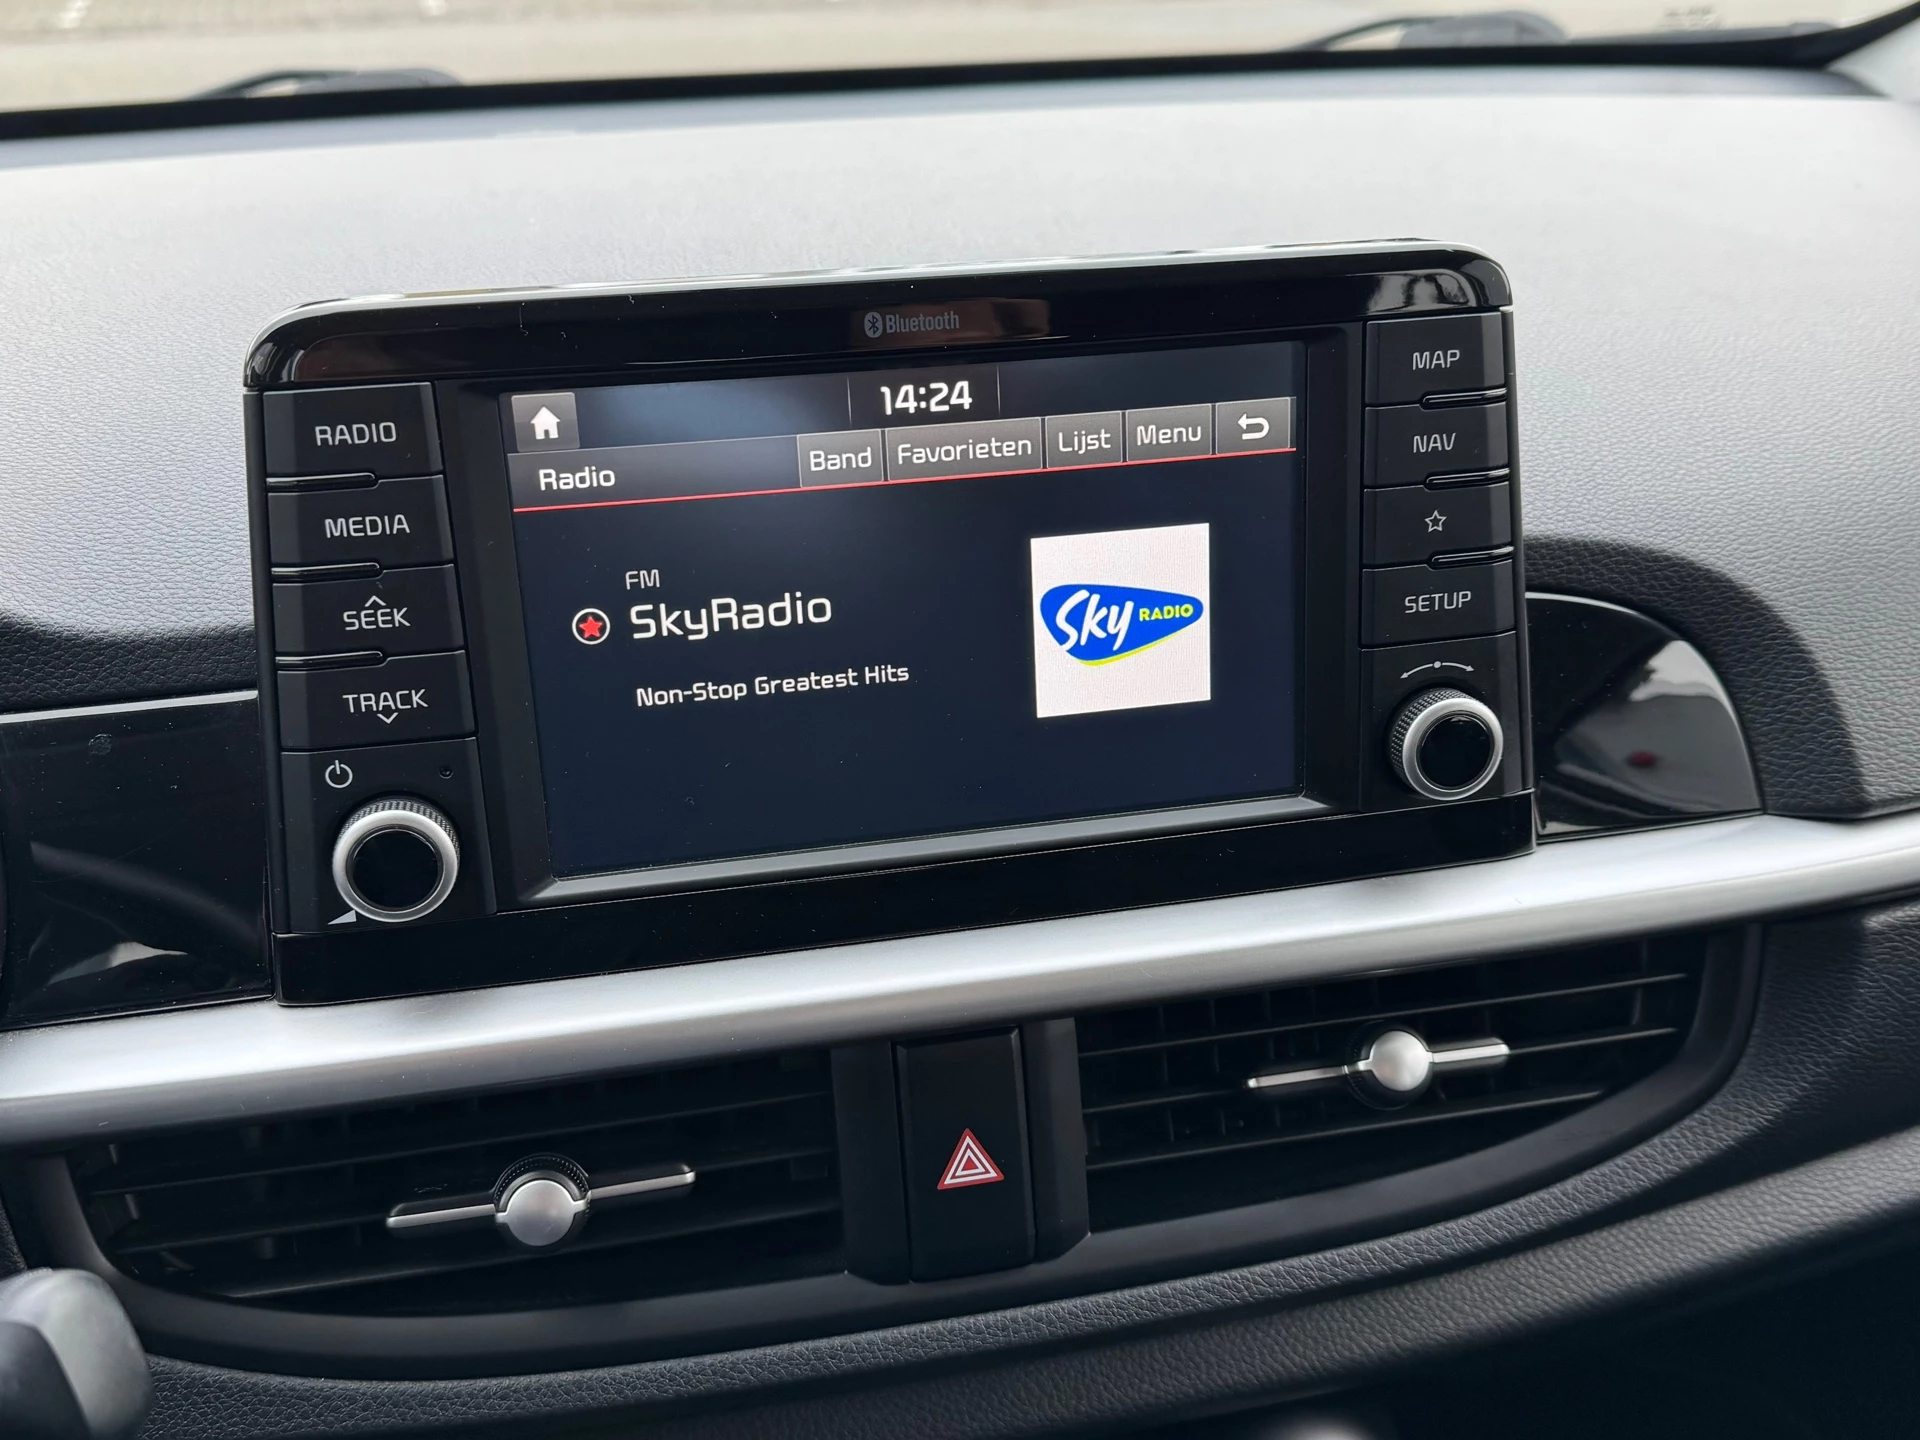 Bluetooth
14:24
Radio
Band
Favorieten
Lijst
Menu
FM
SkyRadio
Non-Stop Greatest Hits
Sky RADIO
RADIO
MEDIA
SEEK
TRACK
MAP
NAV
SETUP